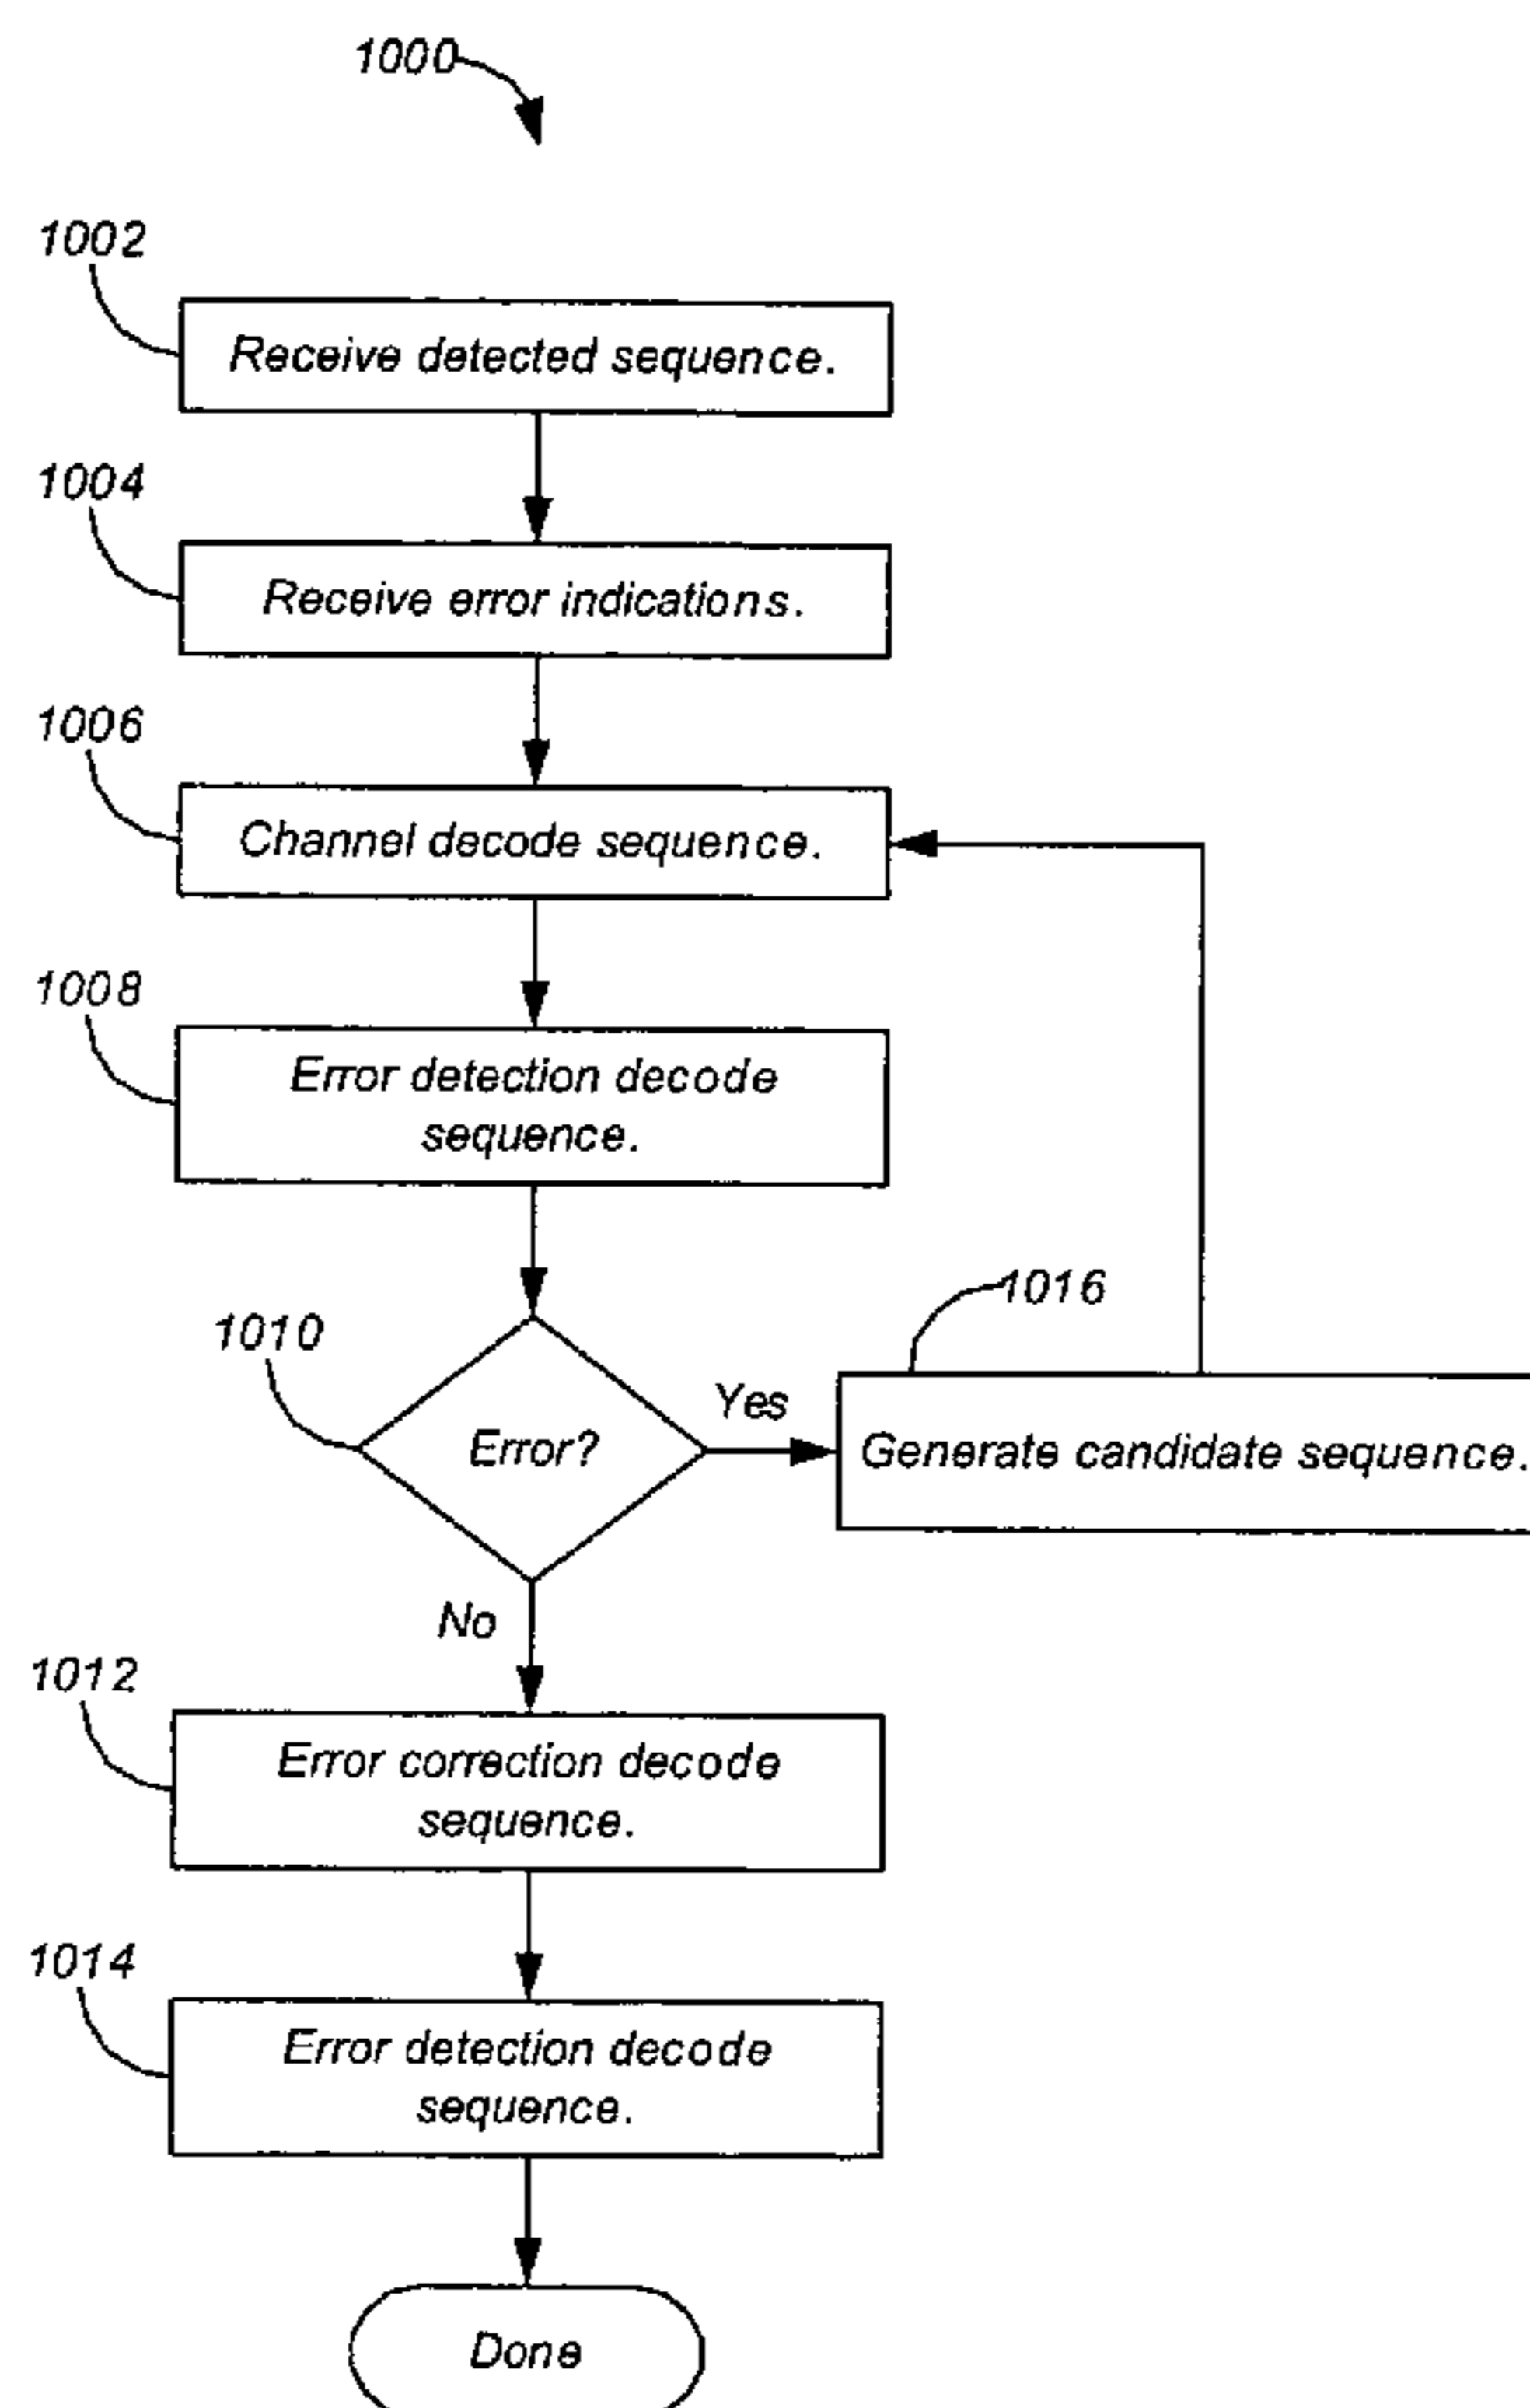 1000
1002
Receive detected sequence.
1004
Receive error indications.
1006
Channel decode sequence.
1008
Error detection decode
sequence.
1010
Error?
Yes
1016
Generate candidate sequence.
No
1012
Error correction decode
sequence.
1014
Error detection decode
sequence.
Done